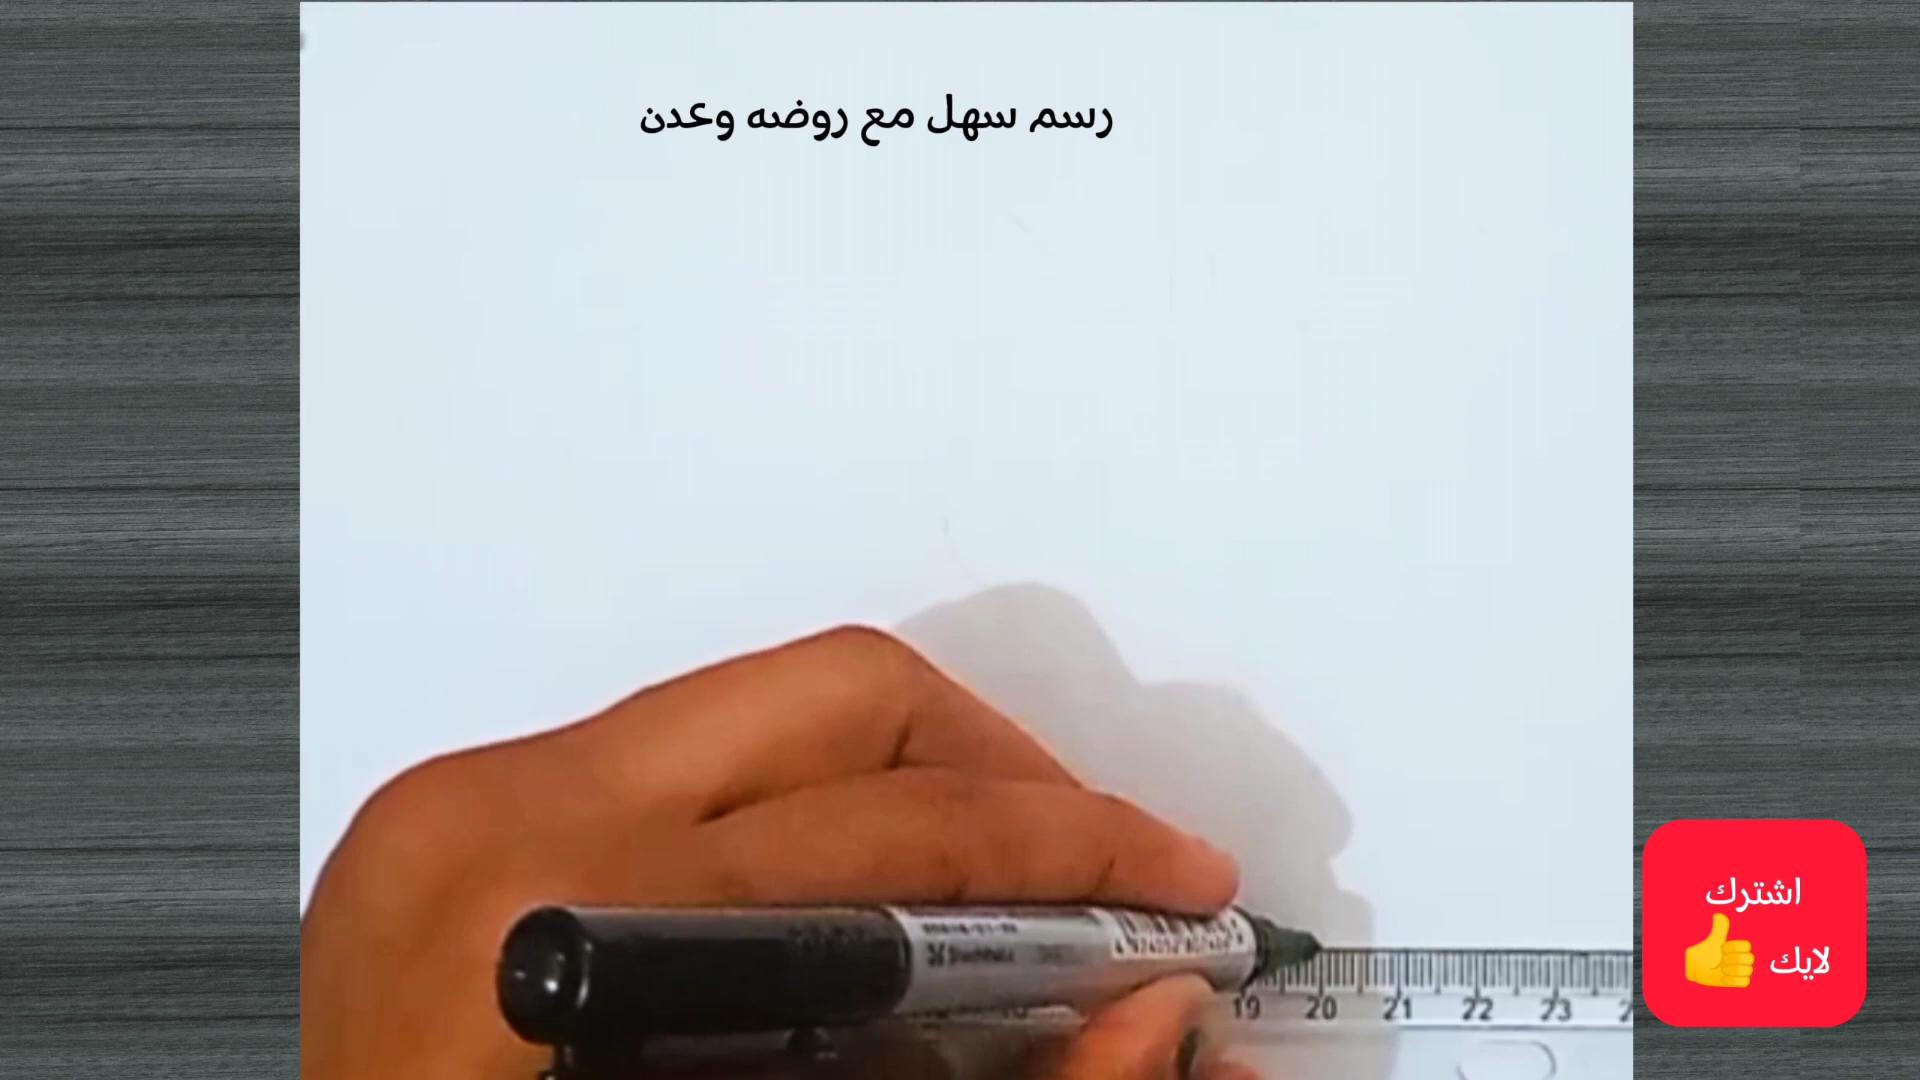 رسم سهل مع روضه وعدن
اشترك
لايك
19 20 21 22 23